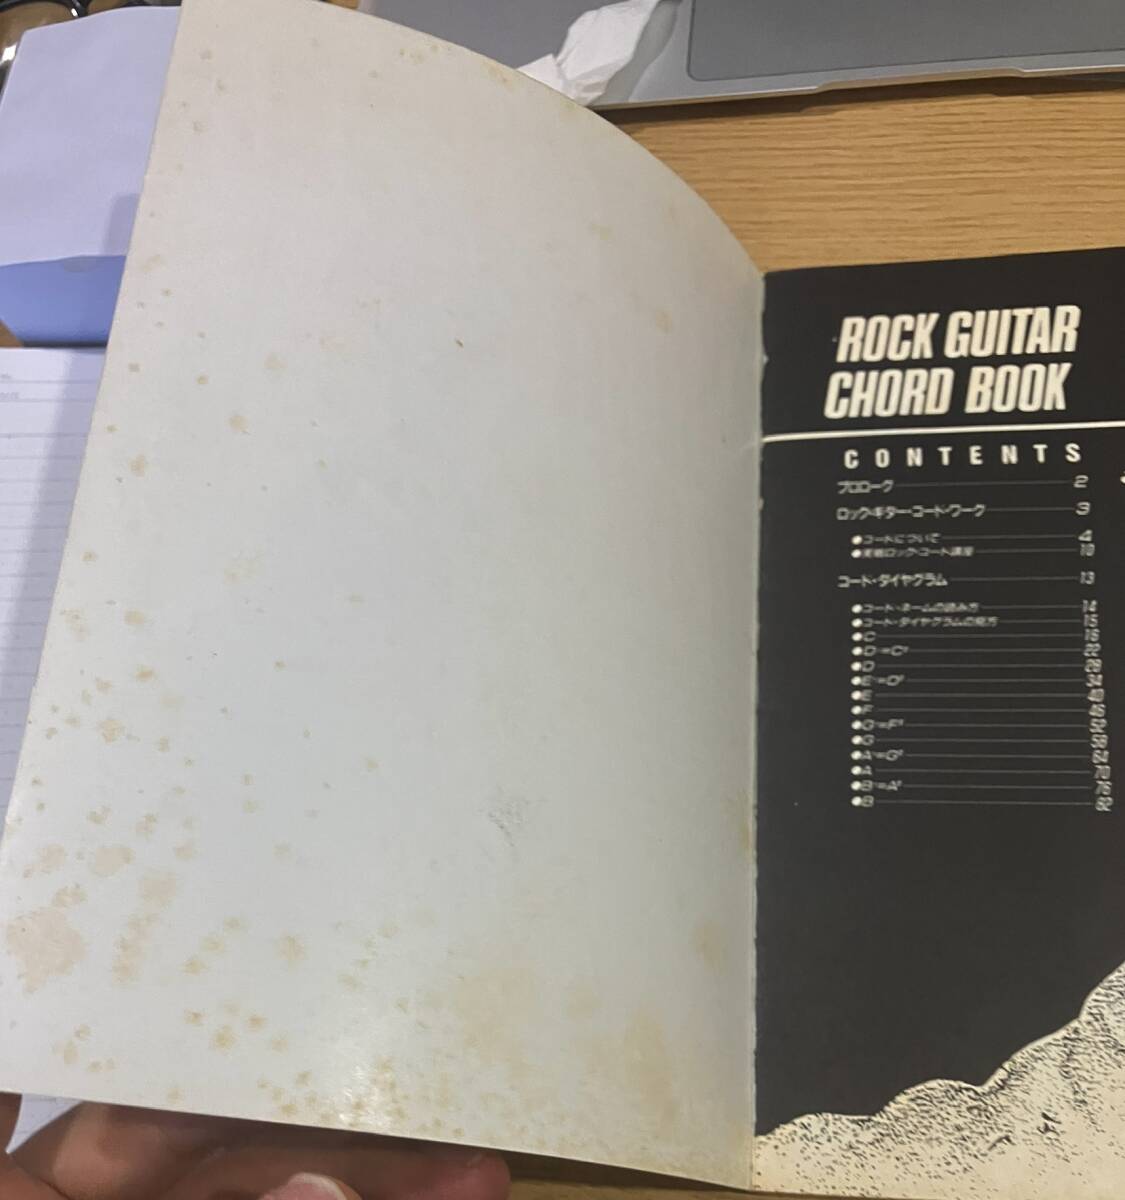 ROCK GUITAR
CHORD BOOK
CONTENTS
プロローグ 2
ロック・ギター・コード・ワーク 3
●コードについて 4
●実戦ロック・コード講座 10
コード・ダイヤグラム 13
●コード・ネームの読み方 14
●コード・ダイヤグラムの見方 15
●C 16
●D♭=C♯ 22
●D 28
●E♭=D♯ 34
●E 40
●F 46
●G♭=F♯ 52
●G 58
●A♭=G♯ 64
●A 70
●B♭=A♯ 76
●B 82